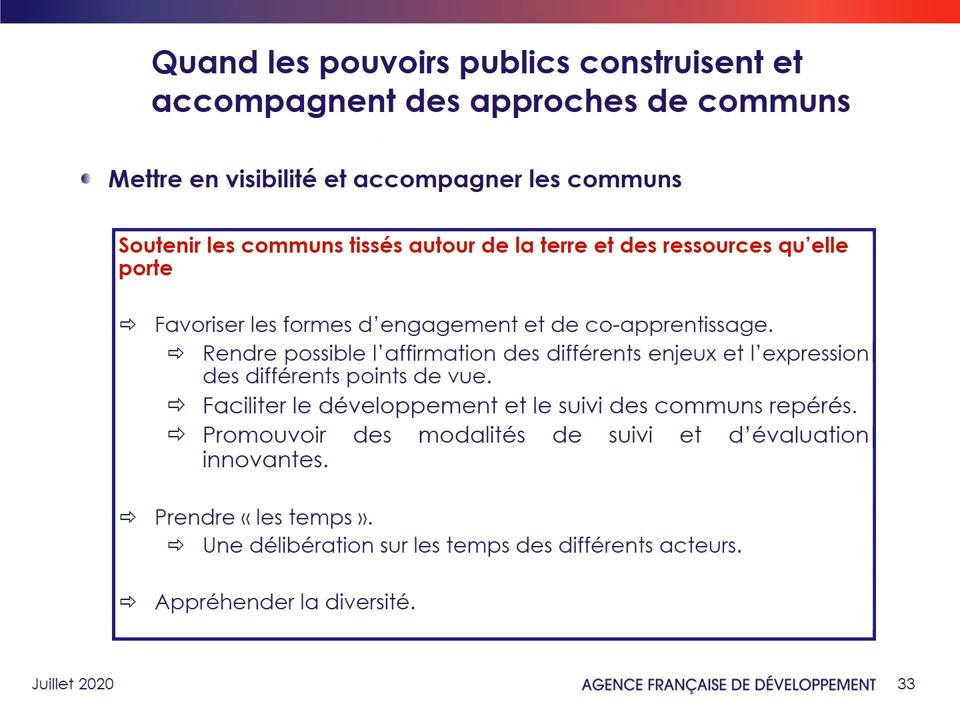 Quand les pouvoirs publics construisent et
accompagnent des approches de communs
Mettre en visibilité et accompagner les communs
Soutenir les communs tissés autour de la terre et des ressources qu’elle
porte
⇨ Favoriser les formes d’engagement et de co-apprentissage.
⇨ Rendre possible l’affirmation des différents enjeux et l’expression
des différents points de vue.
⇨ Faciliter le développement et le suivi des communs repérés.
⇨ Promouvoir des modalités de suivi et d’évaluation
innovantes.
⇨ Prendre « les temps ».
⇨ Une délibération sur les temps des différents acteurs.
⇨ Appréhender la diversité.
Juillet 2020 AGENCE FRANÇAISE DE DÉVELOPPEMENT 33